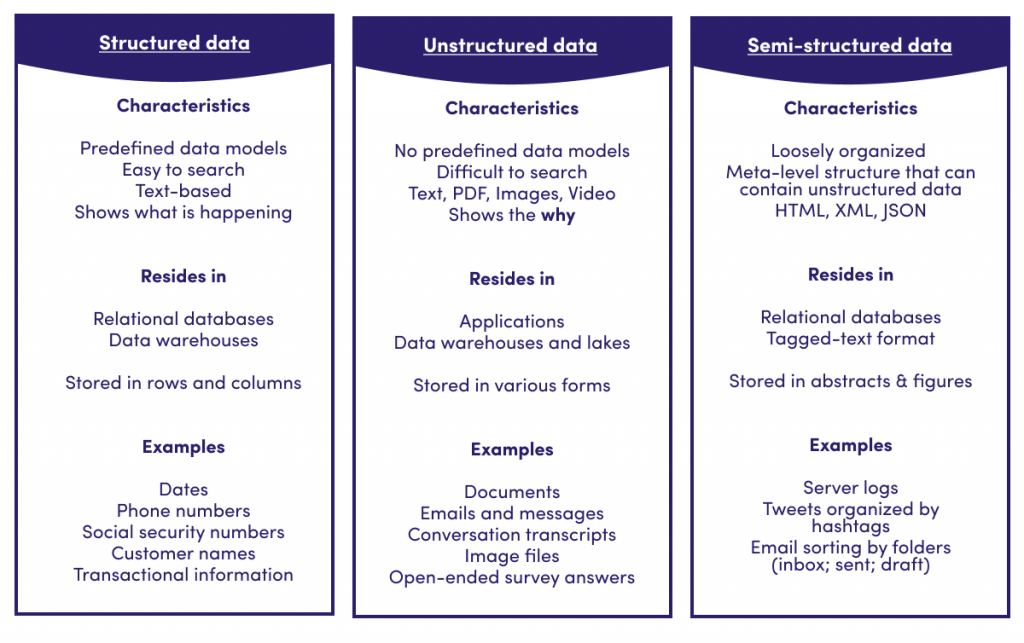 Structured data
Characteristics
Predefined data models
Easy to search
Text-based
Shows what is happening
Resides in
Relational databases
Data warehouses
Stored in rows and columns
Examples
Dates
Phone numbers
Social security numbers
Customer names
Transactional information
Unstructured data
Characteristics
No predefined data models
Difficult to search
Text, PDF, Images, Video
Shows the why
Resides in
Applications
Data warehouses and lakes
Stored in various forms
Examples
Documents
Emails and messages
Conversation transcripts
Image files
Open-ended survey answers
Semi-structured data
Characteristics
Loosely organized
Meta-level structure that can
contain unstructured data
HTML, XML, JSON
Resides in
Relational databases
Tagged-text format
Stored in abstracts & figures
Examples
Server logs
Tweets organized by
hashtags
Email sorting by folders
(inbox; sent; draft)